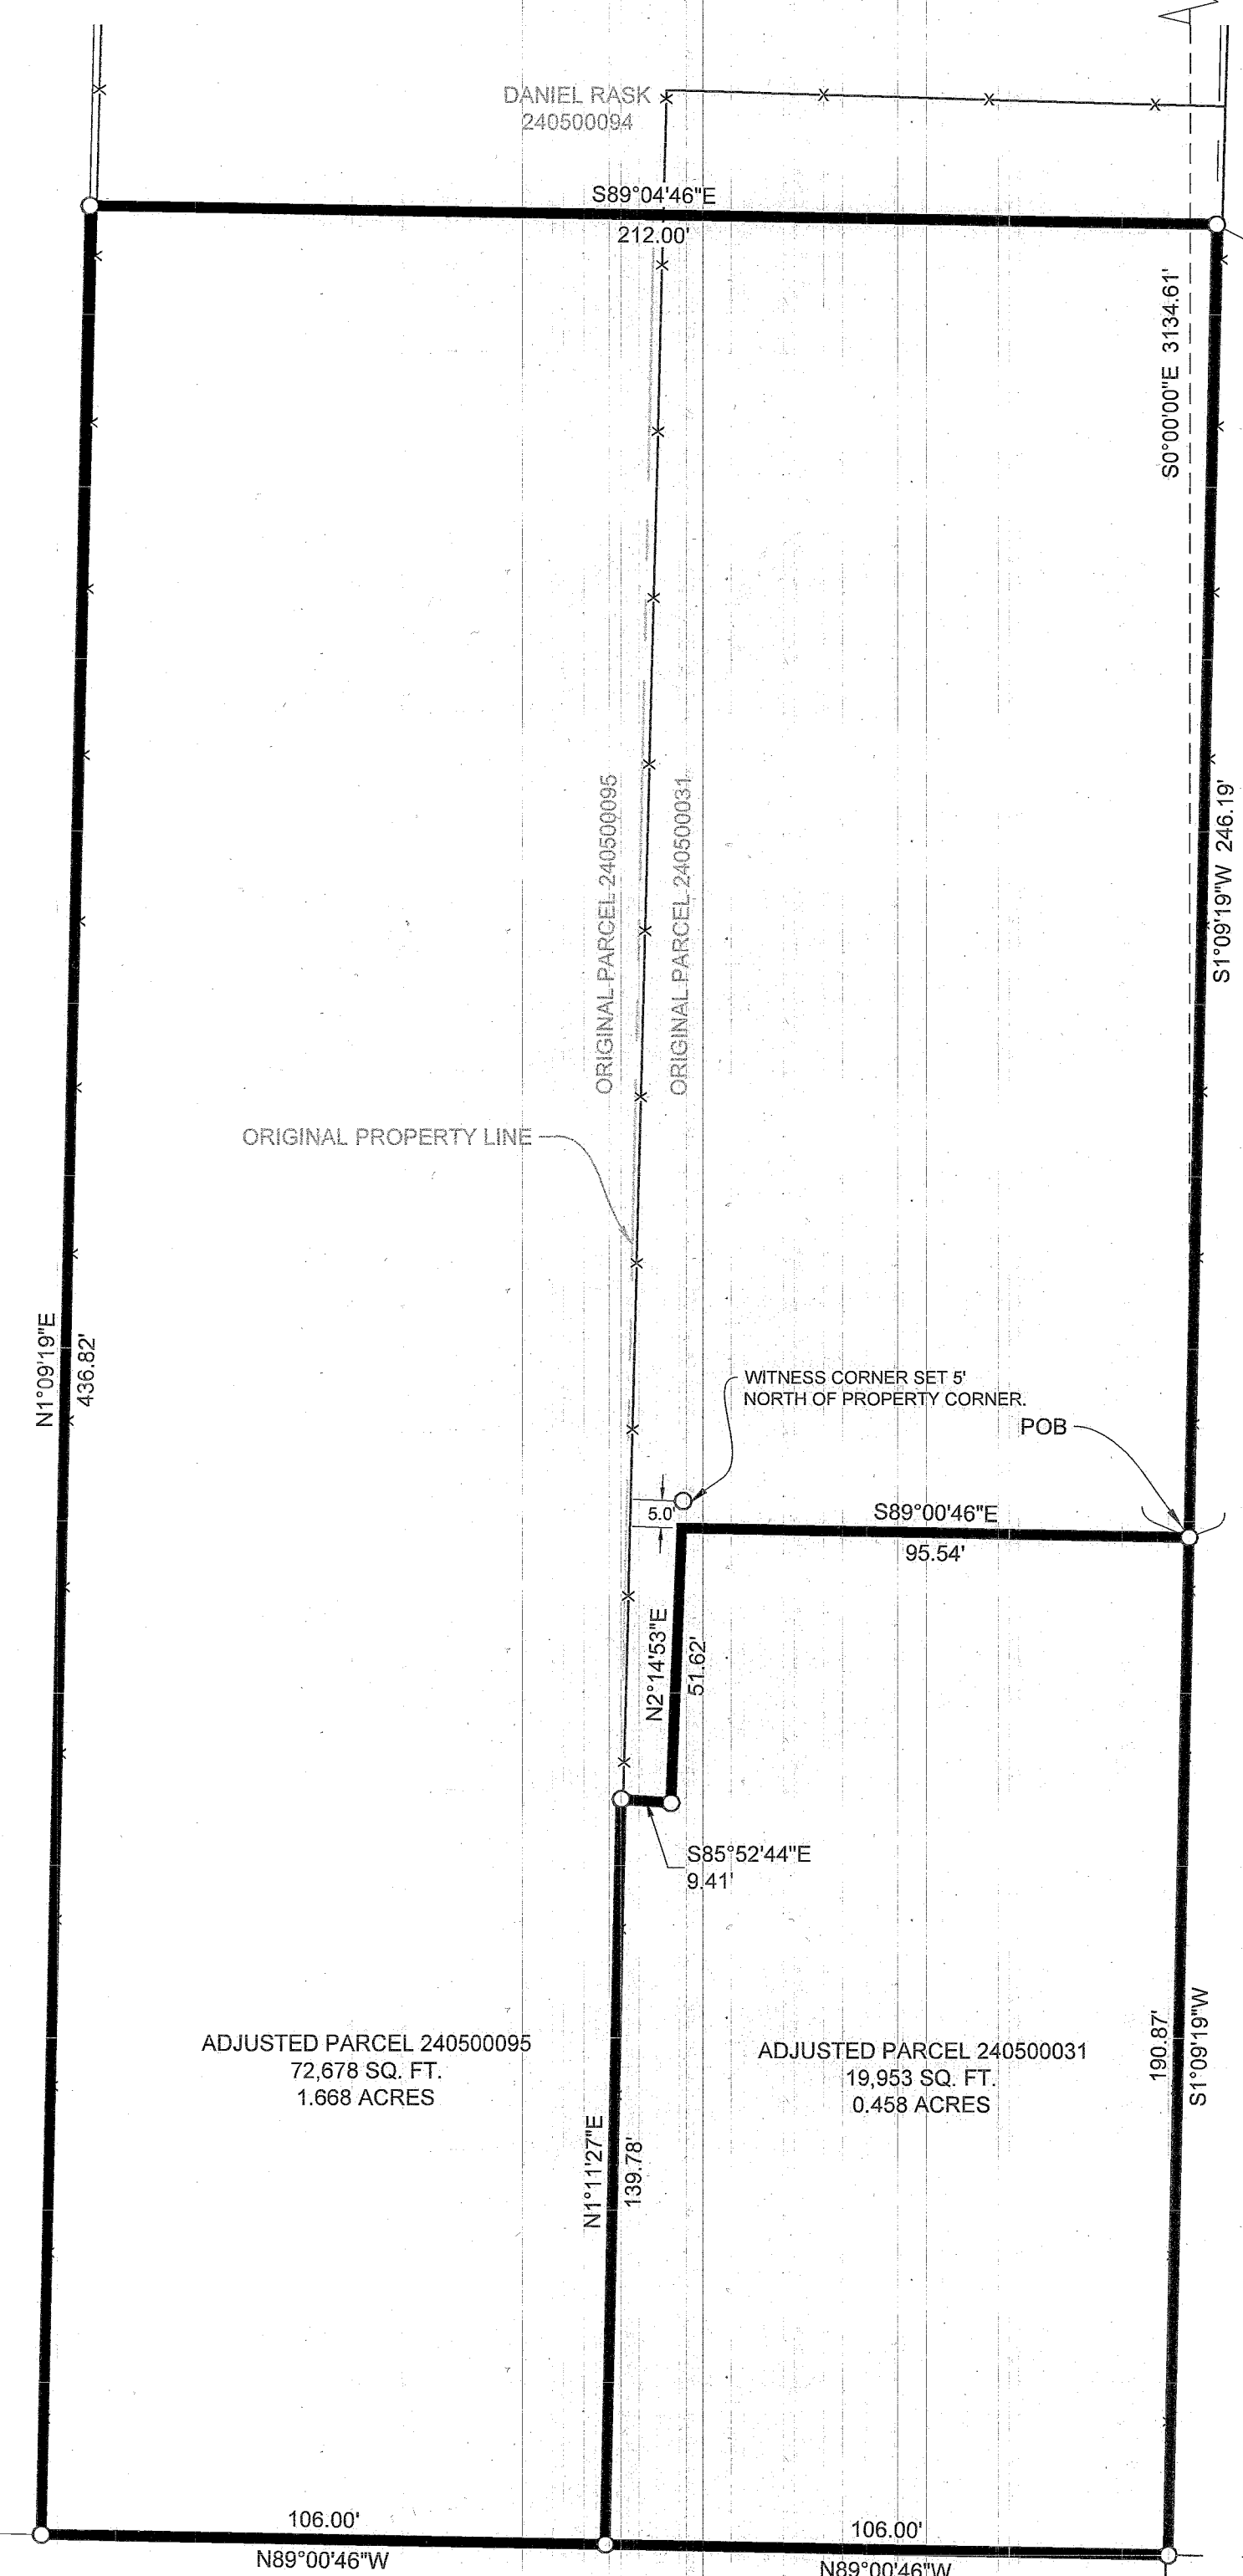 DANIEL RASK
240500094
S89°04'46"E
212.00'
S0°00'00"E 3134.61'
ORIGINAL PARCEL 240500095
ORIGINAL PARCEL 240500031
S1°09'19"W 246.19'
ORIGINAL PROPERTY LINE
N1°09'19"E
436.82'
WITNESS CORNER SET 5'
NORTH OF PROPERTY CORNER.
POB
5.0'
S89°00'46"E
95.54'
N2°14'53"E
51.62'
S85°52'44"E
9.41'
ADJUSTED PARCEL 240500095
72,678 SQ. FT.
1.668 ACRES
ADJUSTED PARCEL 240500031
19,953 SQ. FT.
0.458 ACRES
190.87'
S1°09'19"W
N1°11'27"E
139.78'
106.00'
N89°00'46"W
106.00'
N89°00'46"W